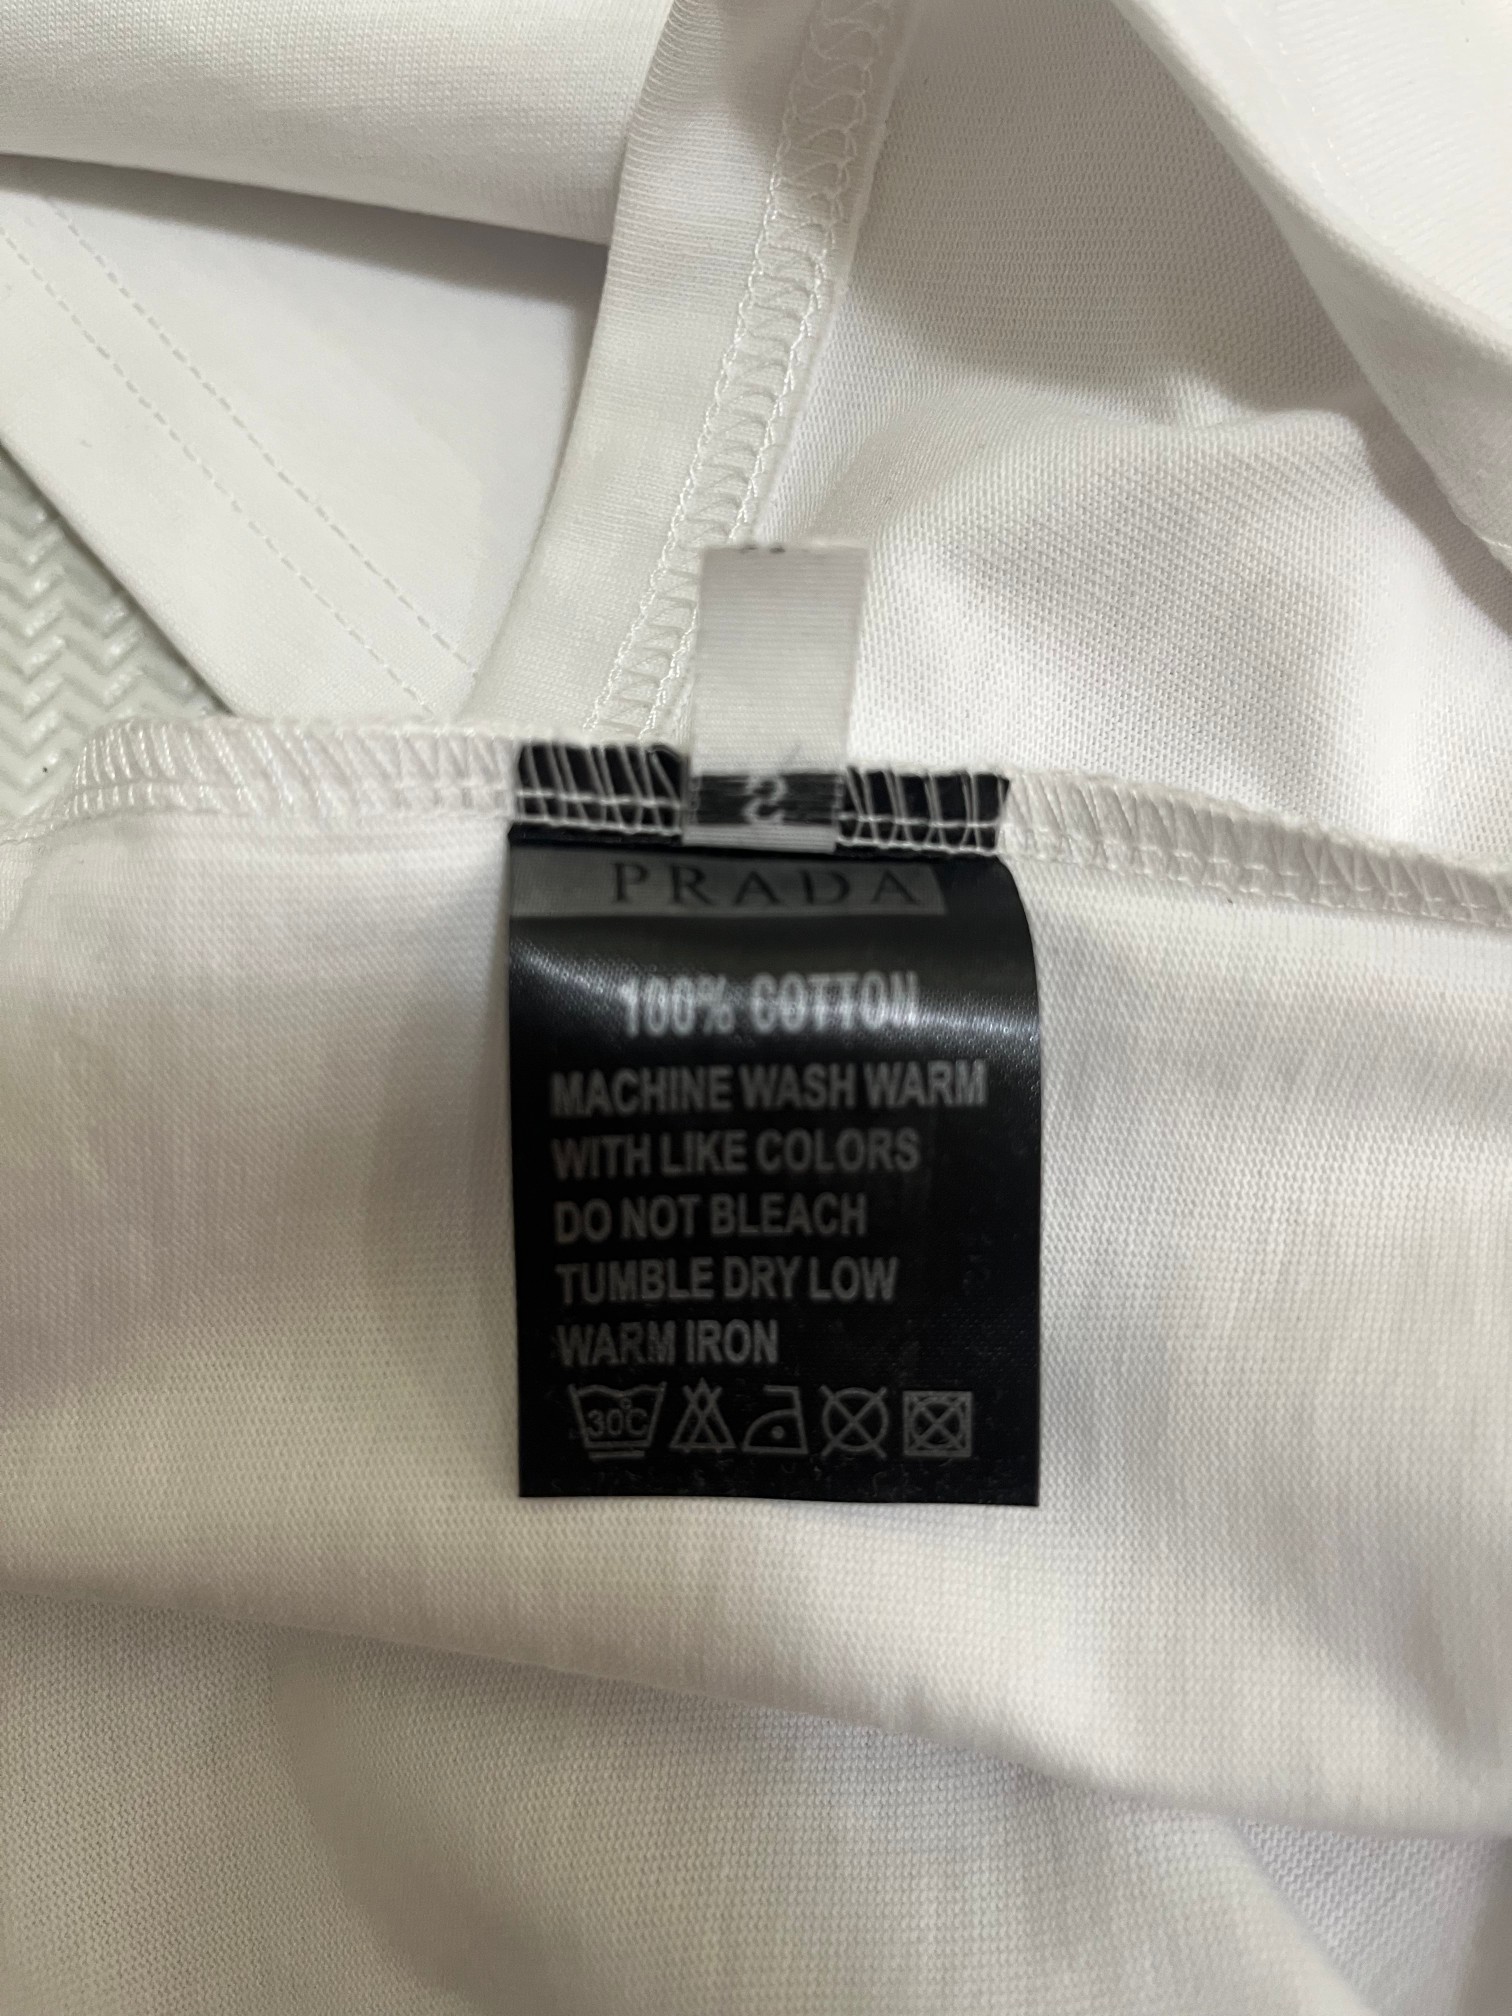 S
PRADA
100% COTTON
MACHINE WASH WARM
WITH LIKE COLORS
DO NOT BLEACH
TUMBLE DRY LOW
WARM IRON
30°C